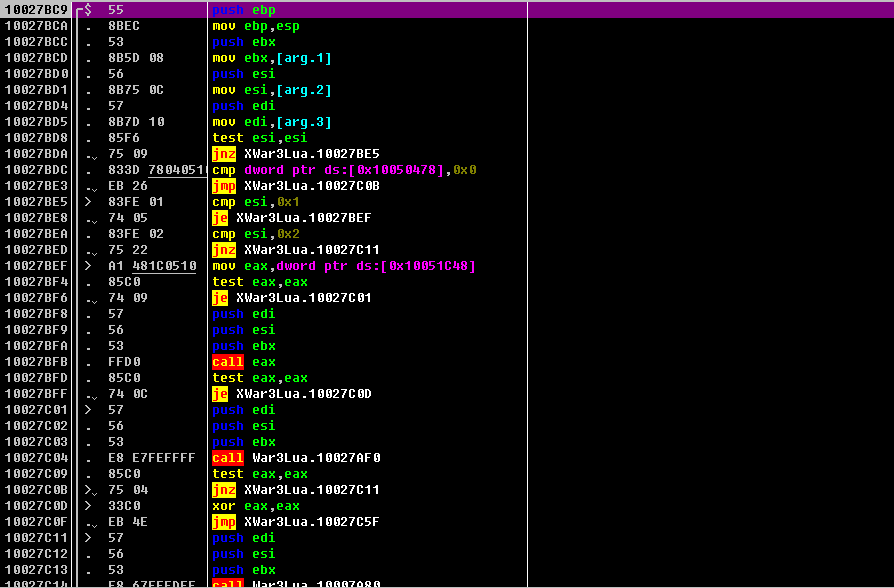 10027BC9 $ 55 push ebp
10027BCA . 8BEC mov ebp,esp
10027BCC . 53 push ebx
10027BCD . 8B5D 08 mov ebx,[arg.1]
10027BD0 . 56 push esi
10027BD1 . 8B75 0C mov esi,[arg.2]
10027BD4 . 57 push edi
10027BD5 . 8B7D 10 mov edi,[arg.3]
10027BD8 . 85F6 test esi,esi
10027BDA . 75 09 jnz XWar3Lua.10027BE5
10027BDC . 833D 7804051 cmp dword ptr ds:[0x10050478],0x0
10027BE3 . EB 26 jmp XWar3Lua.10027C0B
10027BE5 > 83FE 01 cmp esi,0x1
10027BE8 . 74 05 je XWar3Lua.10027BEF
10027BEA . 83FE 02 cmp esi,0x2
10027BED . 75 22 jnz XWar3Lua.10027C11
10027BEF > A1 481C0510 mov eax,dword ptr ds:[0x10051C48]
10027BF4 . 85C0 test eax,eax
10027BF6 . 74 09 je XWar3Lua.10027C01
10027BF8 . 57 push edi
10027BF9 . 56 push esi
10027BFA . 53 push ebx
10027BFB . FFD0 call eax
10027BFD . 85C0 test eax,eax
10027BFF . 74 0C je XWar3Lua.10027C0D
10027C01 > 57 push edi
10027C02 . 56 push esi
10027C03 . 53 push ebx
10027C04 . E8 E7FEFFFF call War3Lua.10027AF0
10027C09 . 85C0 test eax,eax
10027C0B > 75 04 jnz XWar3Lua.10027C11
10027C0D > 33C0 xor eax,eax
10027C0F . EB 4E jmp XWar3Lua.10027C5F
10027C11 > 57 push edi
10027C12 . 56 push esi
10027C13 . 53 push ebx
10027C14 . E8 call War3Lua.10007A80